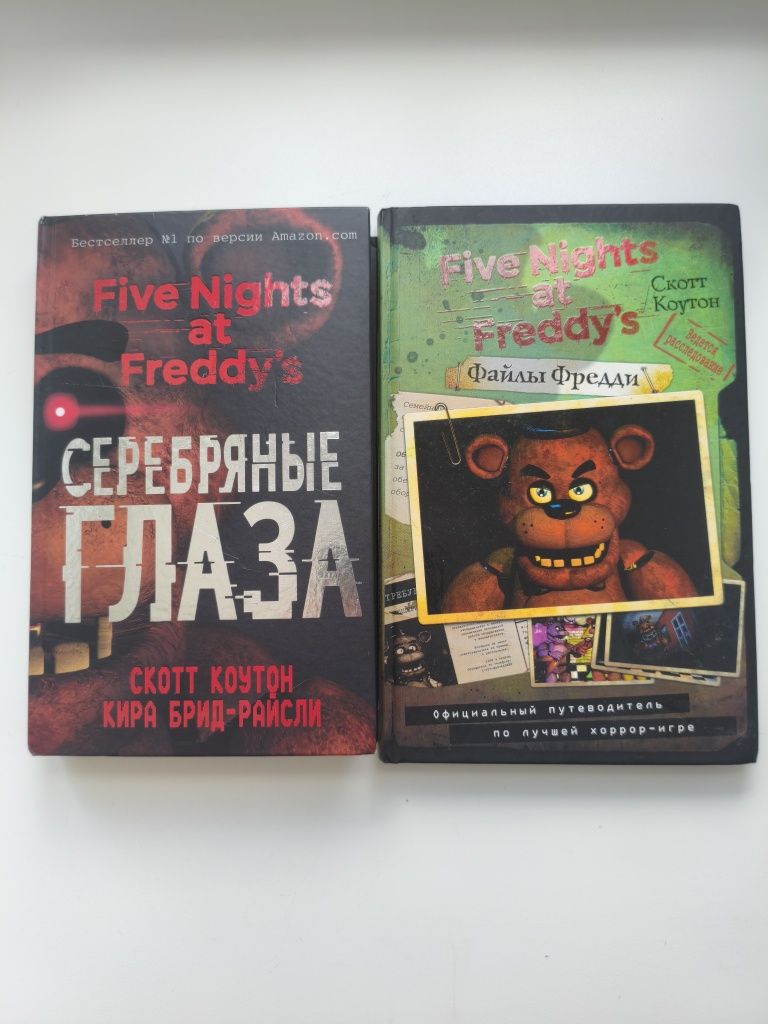 Бестселлер №1 по версии Amazon.com
Five Nights
at
Freddy's
СЕРЕБРЯНЫЕ
ГЛАЗА
СКОТТ КОУТОН
КИРА БРИД-РАЙСЛИ
Five Nights
at
Freddy's
Скотт
Коутон
Ведется
расследование
Файлы Фредди
Официальный путеводитель
по лучшей хоррор-игре